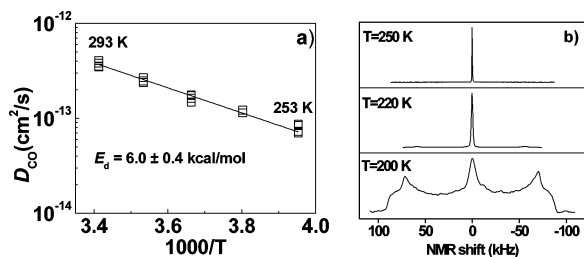 10⁻¹²
10⁻¹³
10⁻¹⁴
D_CO(cm²/s)
293 K
a)
253 K
E_d = 6.0 ± 0.4 kcal/mol
3.4 3.6 3.8 4.0
1000/T
T=250 K
b)
T=220 K
T=200 K
100 50 0 -50 -100
NMR shift (kHz)